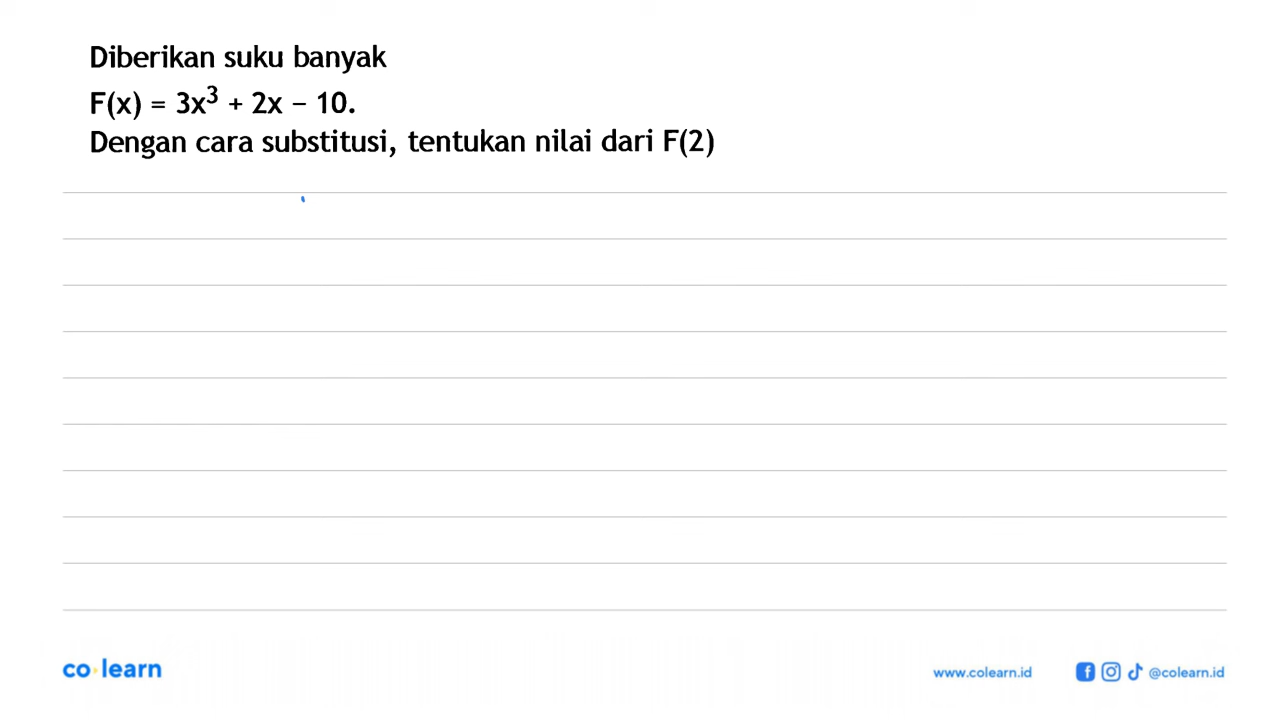 Diberikan suku banyak
F(x) = 3x³ + 2x − 10.
Dengan cara substitusi, tentukan nilai dari F(2)
co·learn
www.colearn.id
@colearn.id